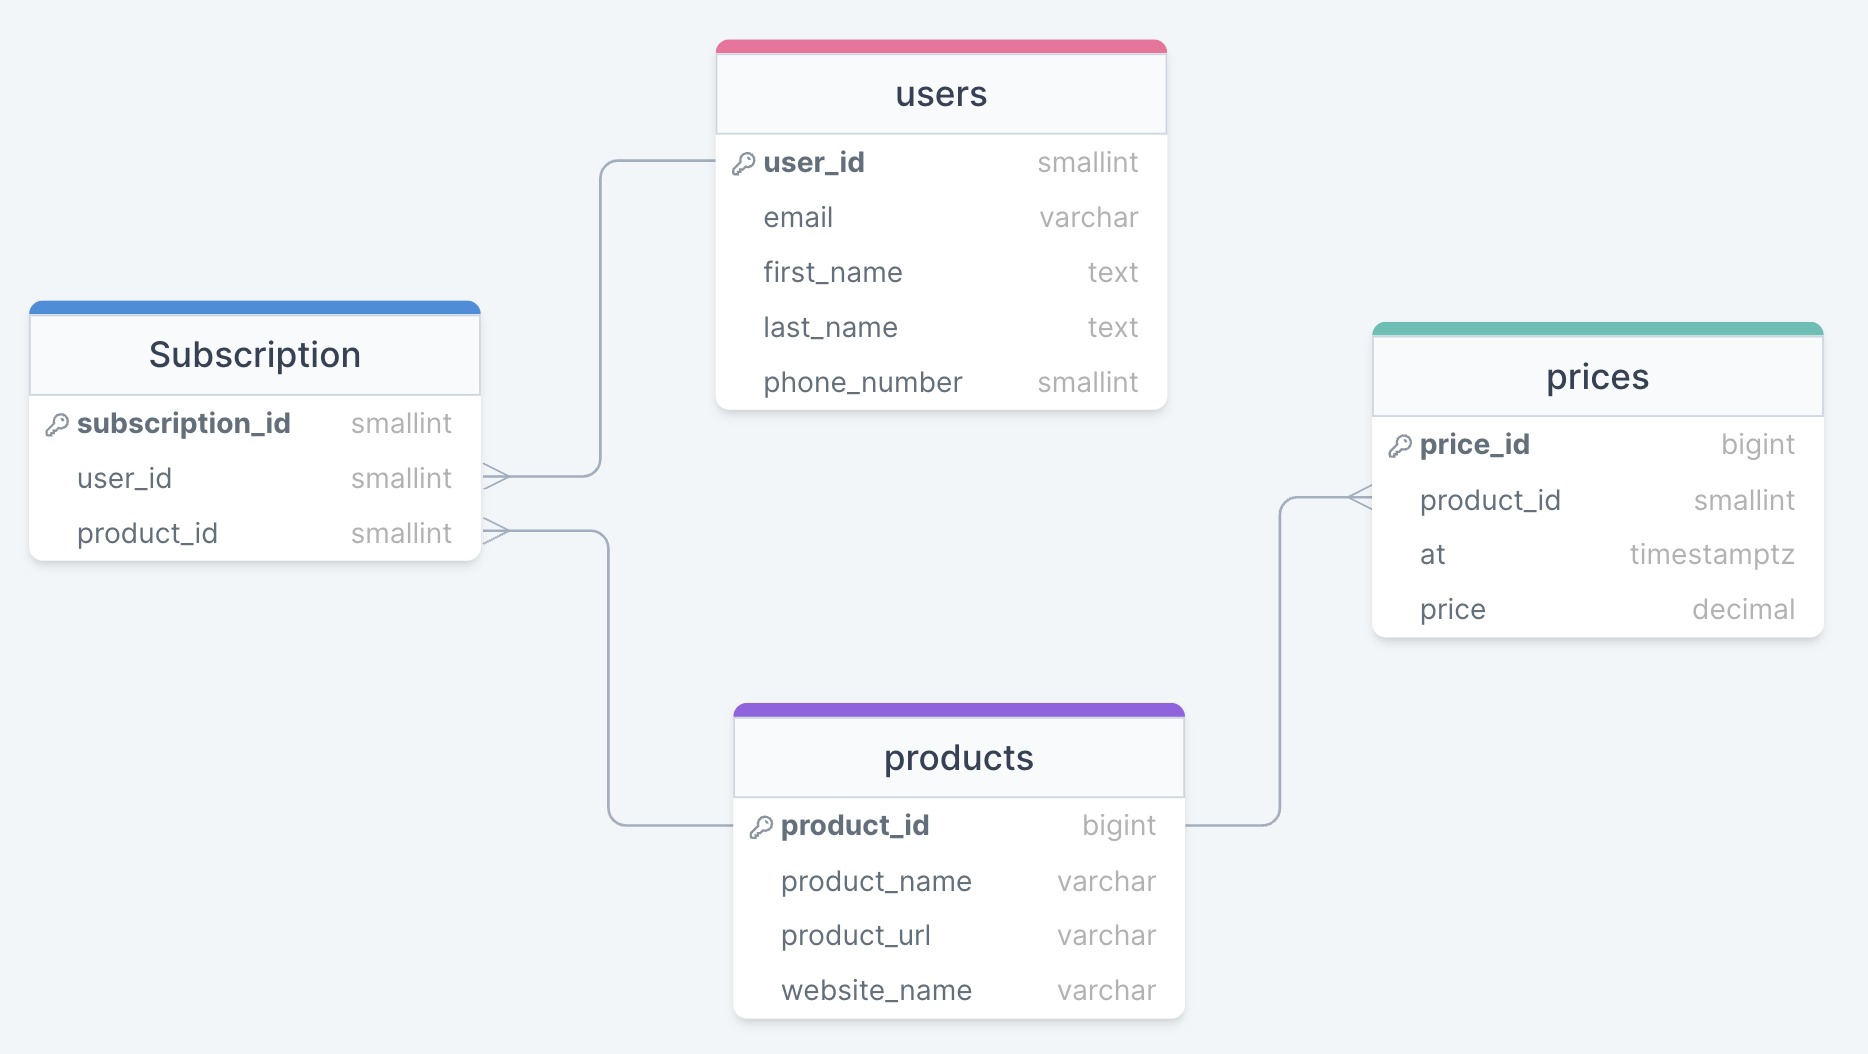 users
user_id smallint
email varchar
first_name text
last_name text
phone_number smallint
Subscription
subscription_id smallint
user_id smallint
product_id smallint
prices
price_id bigint
product_id smallint
at timestamptz
price decimal
products
product_id bigint
product_name varchar
product_url varchar
website_name varchar